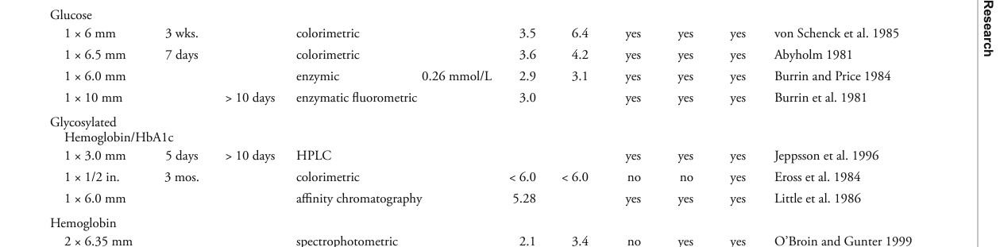 Glucose
1 × 6 mm 3 wks. colorimetric 3.5 6.4 yes yes yes von Schenck et al. 1985
1 × 6.5 mm 7 days colorimetric 3.6 4.2 yes yes yes Abyholm 1981
1 × 6.0 mm enzymic 0.26 mmol/L 2.9 3.1 yes yes yes Burrin and Price 1984
1 × 10 mm > 10 days enzymatic fluorometric 3.0 yes yes yes Burrin et al. 1981
Glycosylated
Hemoglobin/HbA1c
1 × 3.0 mm 5 days > 10 days HPLC yes yes yes Jeppsson et al. 1996
1 × 1/2 in. 3 mos. colorimetric < 6.0 < 6.0 no no yes Eross et al. 1984
1 × 6.0 mm affinity chromatography 5.28 yes yes yes Little et al. 1986
Hemoglobin
2 × 6.35 mm spectrophotometric 2.1 3.4 no yes yes O'Broin and Gunter 1999
Research